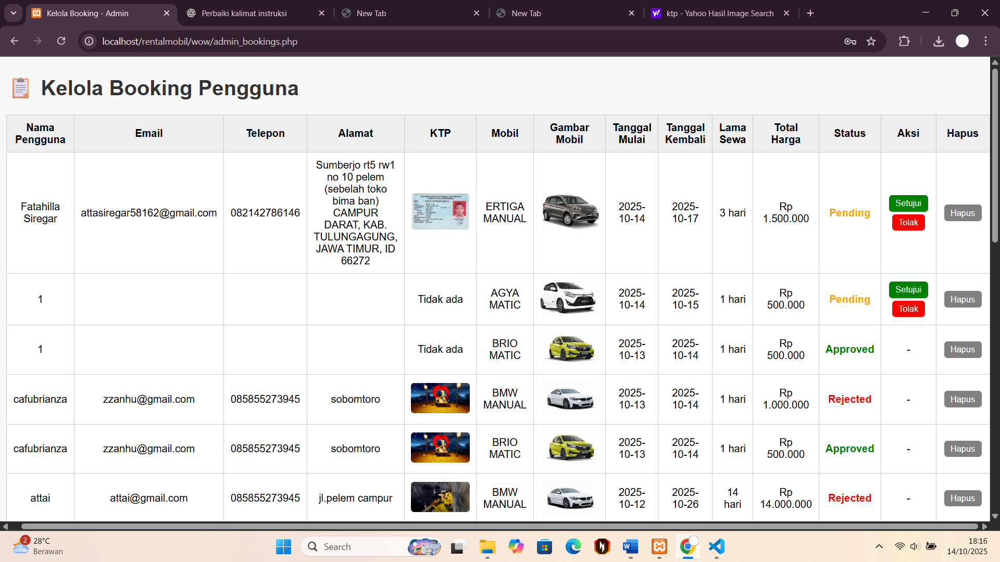 Kelola Booking - Admin
Perbaiki kalimat instruksi
New Tab
New Tab
ktp - Yahoo Hasil Image Search
localhost/rentalmobil/wow/admin_bookings.php
Kelola Booking Pengguna
Nama Pengguna Email Telepon Alamat KTP Mobil Gambar Mobil Tanggal Mulai Tanggal Kembali Lama Sewa Total Harga Status Aksi Hapus
Fatahilla Siregar
attasiregar58162@gmail.com
082142786146
Sumberjo rt5 rw1
no 10 pelem
(sebelah toko
bima ban)
CAMPUR
DARAT, KAB.
TULUNGAGUNG,
JAWA TIMUR, ID
66272
ERTIGA MANUAL
2025-10-14
2025-10-17
3 hari
Rp 1.500.000
Pending
Setujui
Tolak
Hapus
1
Tidak ada
AGYA MATIC
2025-10-14
2025-10-15
1 hari
Rp 500.000
Pending
Setujui
Tolak
Hapus
1
Tidak ada
BRIO MATIC
2025-10-13
2025-10-14
1 hari
Rp 500.000
Approved
-
Hapus
cafubrianza
zzanhu@gmail.com
085855273945
sobomtoro
BMW MANUAL
2025-10-13
2025-10-14
1 hari
Rp 1.000.000
Rejected
-
Hapus
cafubrianza
zzanhu@gmail.com
085855273945
sobomtoro
BRIO MATIC
2025-10-13
2025-10-14
1 hari
Rp 500.000
Approved
-
Hapus
attai
attai@gmail.com
085855273945
jl.pelem campur
BMW MANUAL
2025-10-12
2025-10-26
14 hari
Rp 14.000.000
Rejected
-
Hapus
2
28°C
Berawan
Search
18:16
14/10/2025